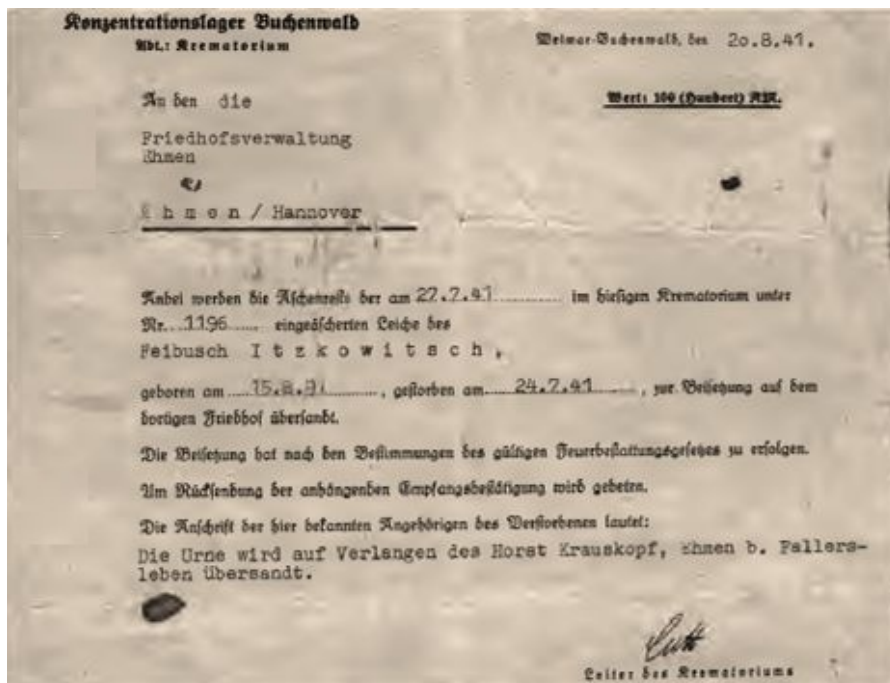 Konzentrationslager Buchenwald
Abt.: Krematorium
Weimar-Buchenwald, den 20.8.41.
An den die
Wert: 100 (Hundert) RM.
Friedhofsverwaltung
Ehmen
Ehmen / Hannover
Anbei werden die Aschenreste der am 27.7.41 im hiesigen Krematorium unter
Nr. 1196 eingeäscherten Leiche des
Feibusch Itzkowitsch,
geboren am 15.8.91, gestorben am 24.7.41, zur Beisetzung auf dem
dortigen Friedhof übersandt.
Die Beisetzung hat nach den Bestimmungen des gültigen Feuerbestattungsgesetzes zu erfolgen.
Um Rücksendung der anhängenden Empfangsbestätigung wird gebeten.
Die Anschrift der hier bekannten Angehörigen des Verstorbenen lautet:
Die Urne wird auf Verlangen des Horst Krauskopf, Ehmen b. Fallers-
leben übersandt.
Leiter des Krematoriums